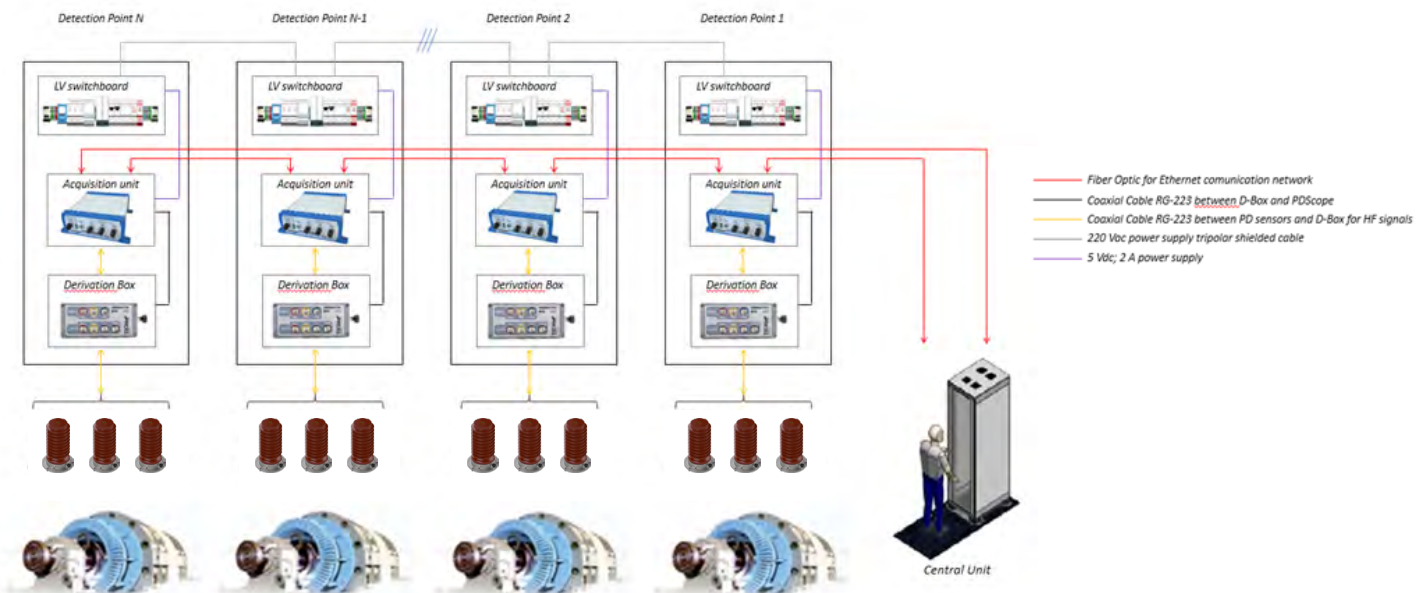 Detection Point N
Detection Point N-1
Detection Point 2
Detection Point 1
LV switchboard
LV switchboard
LV switchboard
LV switchboard
Acquisition unit
Acquisition unit
Acquisition unit
Acquisition unit
Derivation Box
Derivation Box
Derivation Box
Derivation Box
Fiber Optic for Ethernet comunication network
Coaxial Cable RG-223 between D-Box and PDScope
Coaxial Cable RG-223 between PD sensors and D-Box for HF signals
220 Vac power supply tripolar shielded cable
5 Vdc; 2 A power supply
Central Unit